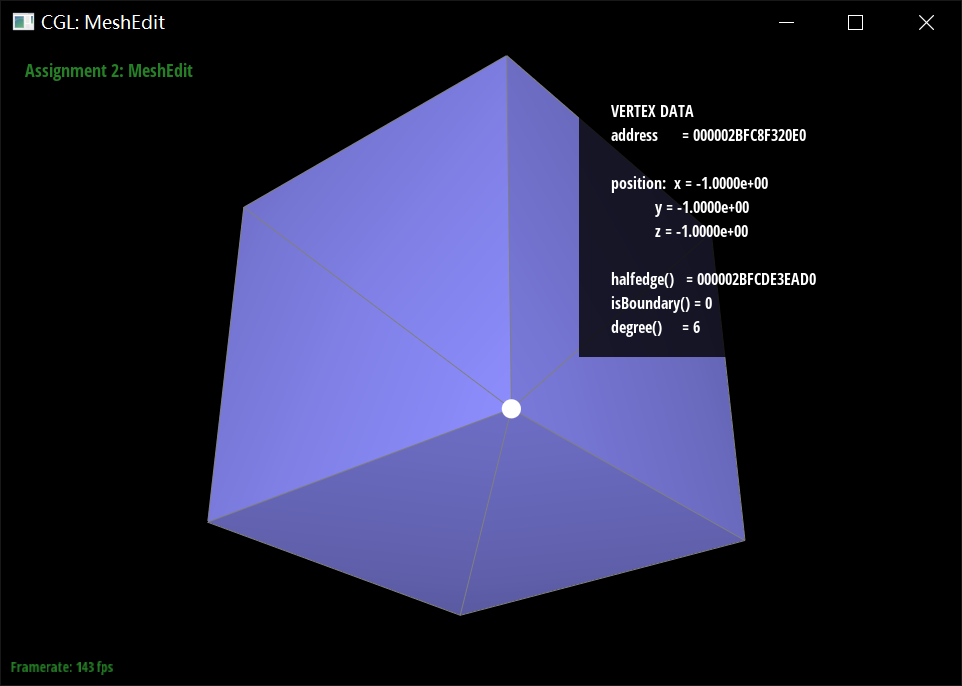 CGL: MeshEdit
Assignment 2: MeshEdit
VERTEX DATA
address = 000002BFC8F320E0
position: x = -1.0000e+00
y = -1.0000e+00
z = -1.0000e+00
halfedge() = 000002BFCDE3EAD0
isBoundary() = 0
degree() = 6
Framerate: 143 fps